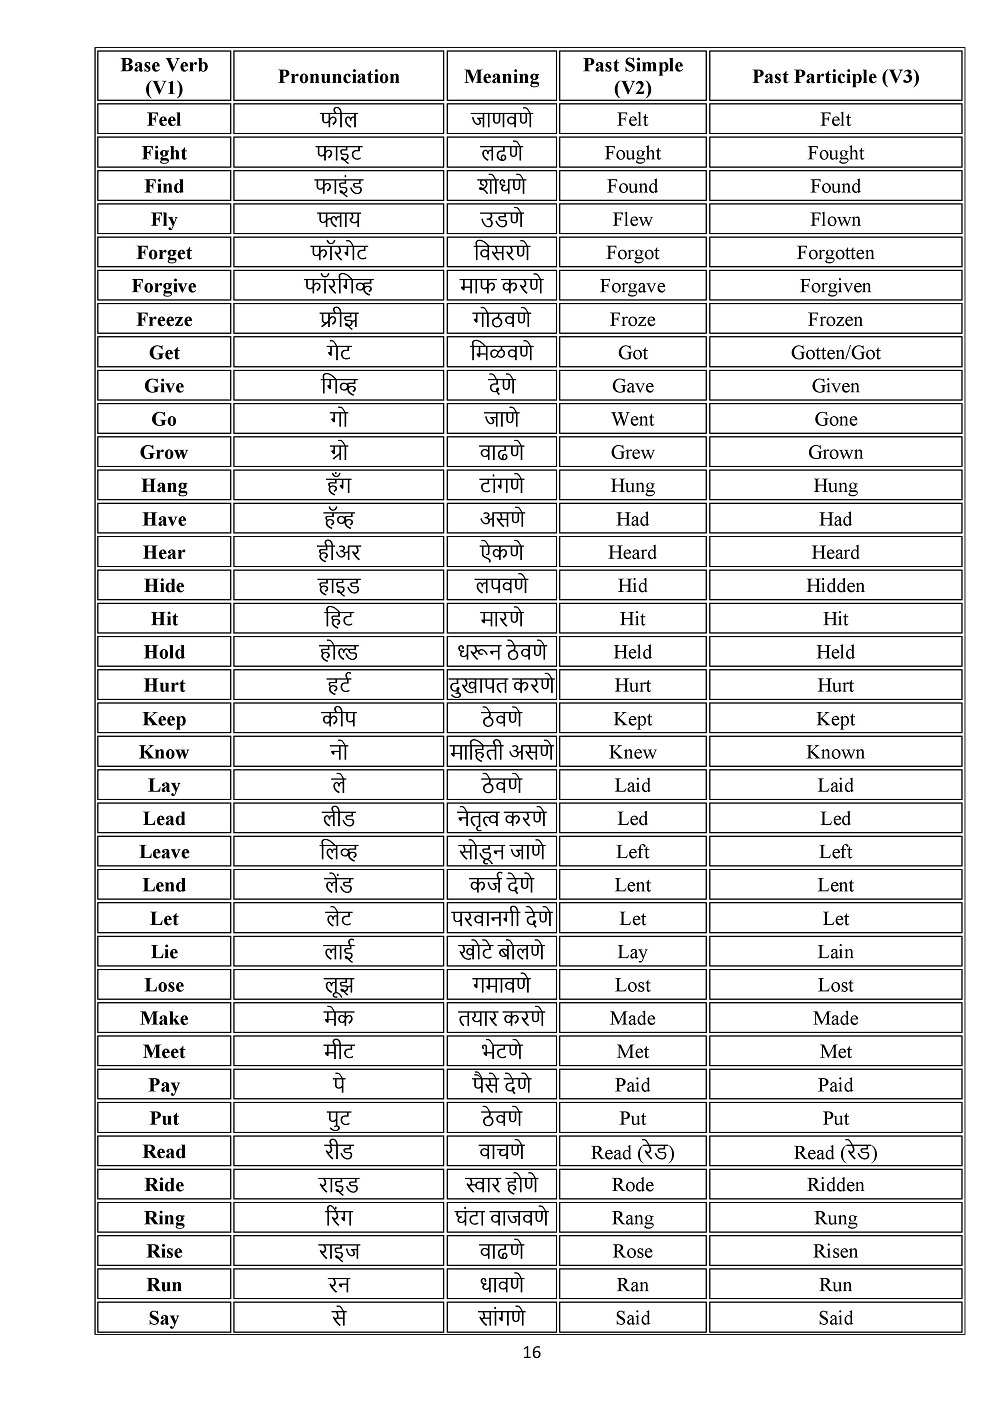 Base Verb (V1) Pronunciation Meaning Past Simple (V2) Past Participle (V3)
Feel फील जाणवणे Felt Felt
Fight फाइट लढणे Fought Fought
Find फाइंड शोधणे Found Found
Fly फ्लाय उडणे Flew Flown
Forget फॉरगेट विसरणे Forgot Forgotten
Forgive फॉरगिव्ह माफ करणे Forgave Forgiven
Freeze फ्रीझ गोठवणे Froze Frozen
Get गेट मिळवणे Got Gotten/Got
Give गिव्ह देणे Gave Given
Go गो जाणे Went Gone
Grow ग्रो वाढणे Grew Grown
Hang हँग टांगणे Hung Hung
Have हॅव्ह असणे Had Had
Hear हीअर ऐकणे Heard Heard
Hide हाइड लपवणे Hid Hidden
Hit हिट मारणे Hit Hit
Hold होल्ड धरून ठेवणे Held Held
Hurt हर्ट दुखापत करणे Hurt Hurt
Keep कीप ठेवणे Kept Kept
Know नो माहिती असणे Knew Known
Lay ले ठेवणे Laid Laid
Lead लीड नेतृत्व करणे Led Led
Leave लिव्ह सोडून जाणे Left Left
Lend लेंड कर्ज देणे Lent Lent
Let लेट परवानगी देणे Let Let
Lie लाई खोटे बोलणे Lay Lain
Lose लूझ गमावणे Lost Lost
Make मेक तयार करणे Made Made
Meet मीट भेटणे Met Met
Pay पे पैसे देणे Paid Paid
Put पुट ठेवणे Put Put
Read रीड वाचणे Read (रेड) Read (रेड)
Ride राइड स्वार होणे Rode Ridden
Ring रिंग घंटा वाजवणे Rang Rung
Rise राइज वाढणे Rose Risen
Run रन धावणे Ran Run
Say से सांगणे Said Said
16